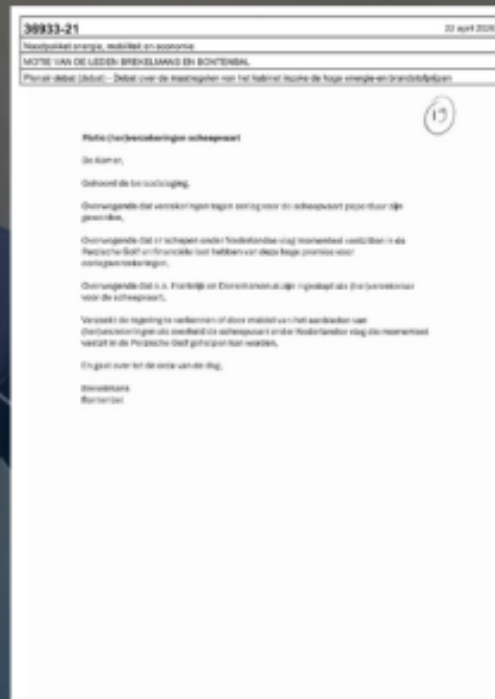 36933-21 22 april 2026
Noodpakket energie, mobiliteit en economie
MOTIE VAN DE LEDEN BREKELMANS EN BONTENBAL
Plenair debat (debat) - Debat over de maatregelen van het kabinet inzake de hoge energie-en brandstofprijzen
19
Motie (her)verzekeringen scheepvaart
De Kamer,
Gehoord de beraadslaging,
Overwegende dat verzekeringen tegen oorlog voor de scheepvaart peperduur zijn
geworden,
Overwegende dat er schepen onder Nederlandse vlag momenteel vastzitten in de
Perzische Golf en financiële last hebben van deze hoge premies voor
oorlogsverzekeringen,
Overwegende dat o.a. Frankrijk en Denemarken al zijn ingestapt als (her)verzekeraar
voor de scheepvaart,
Verzoekt de regering te verkennen of door middel van het aanbieden van
(her)verzekeringen als overheid de scheepvaart onder Nederlandse vlag die momenteel
vastzit in de Perzische Golf geholpen kan worden,
En gaat over tot de orde van de dag,
Brekelmans
Bontenbal